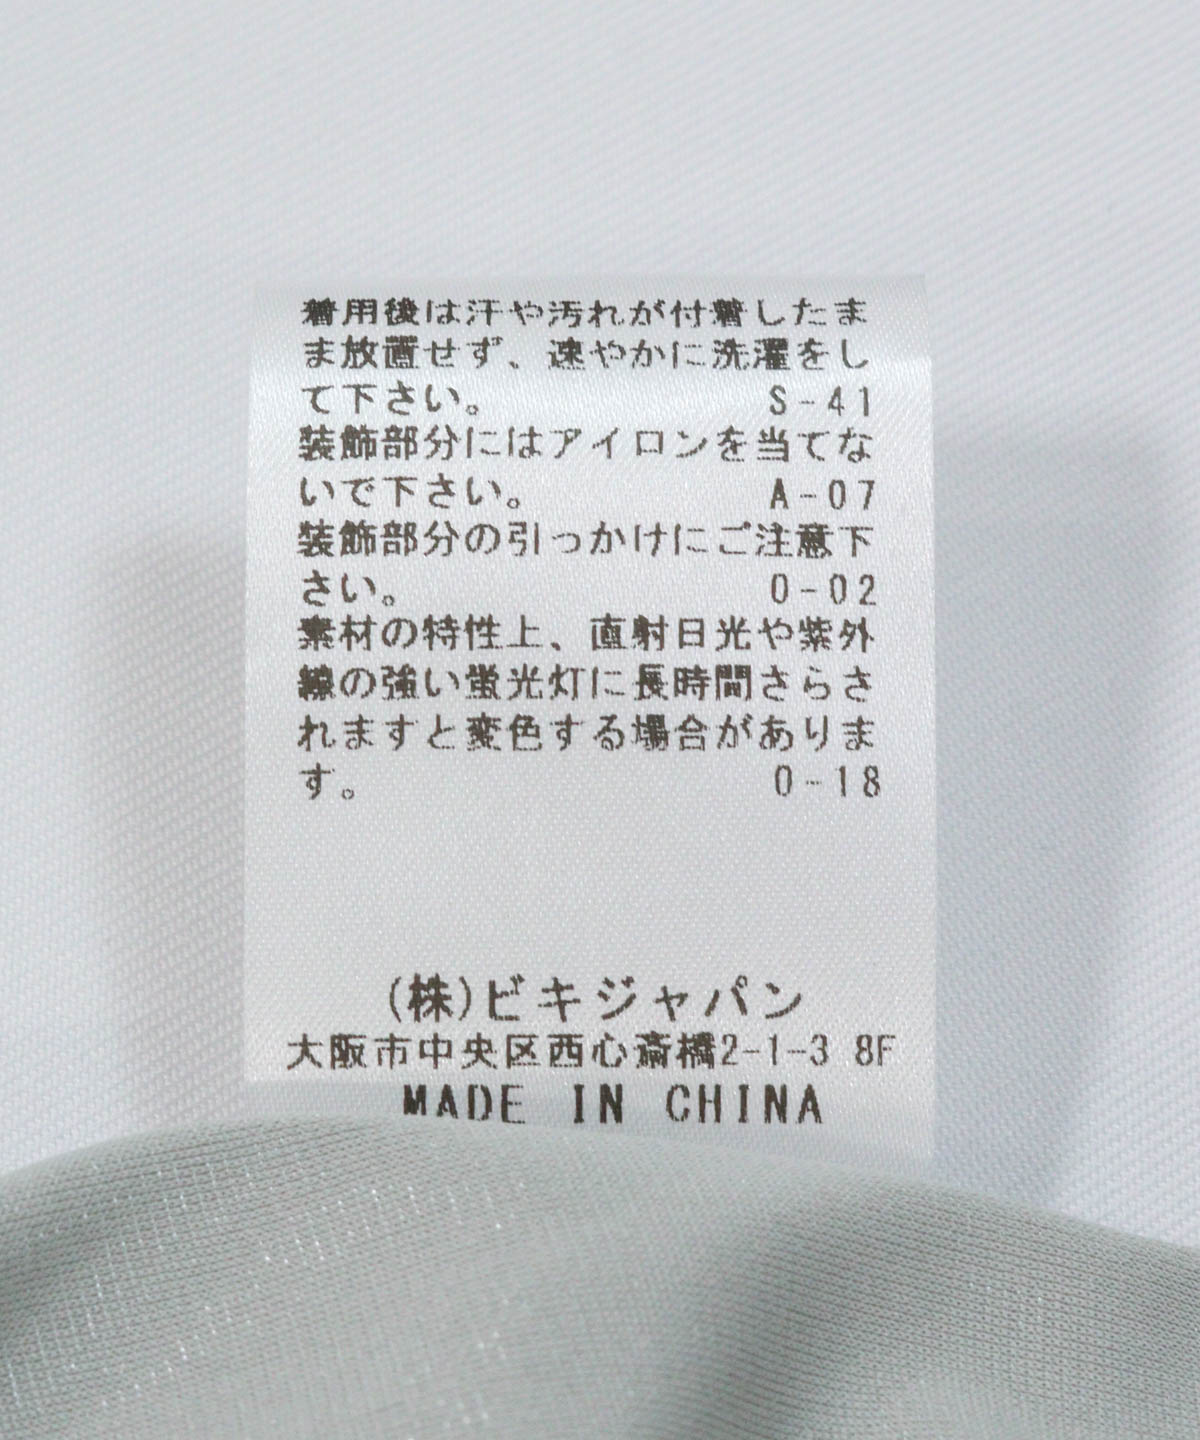 着用後は汗や汚れが付着したま
ま放置せず、速やかに洗濯をし
て下さい。 S-41
装飾部分にはアイロンを当てな
いで下さい。 A-07
装飾部分の引っかけにご注意下
さい。 0-02
素材の特性上、直射日光や紫外
線の強い蛍光灯に長時間さらさ
れますと変色する場合がありま
す。 0-18
(株)ビキジャパン
大阪市中央区西心斎橋2-1-3 8F
MADE IN CHINA